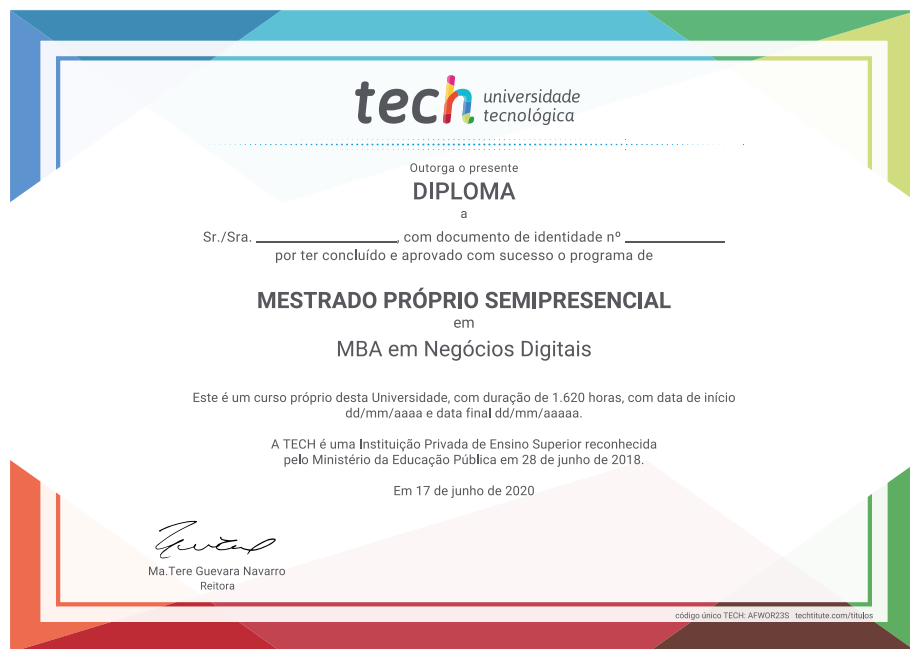 tech universidade
tecnológica
Outorga o presente
DIPLOMA
a
Sr./Sra. ____________________, com documento de identidade nº ______________
por ter concluído e aprovado com sucesso o programa de
MESTRADO PRÓPRIO SEMIPRESENCIAL
em
MBA em Negócios Digitais
Este é um curso próprio desta Universidade, com duração de 1.620 horas, com data de início
dd/mm/aaaa e data final dd/mm/aaaaa.
A TECH é uma Instituição Privada de Ensino Superior reconhecida
pelo Ministério da Educação Pública em 28 de junho de 2018.
Em 17 de junho de 2020
Ma.Tere Guevara Navarro
Reitora
código único TECH: AFWOR23S techtitute.com/titulos